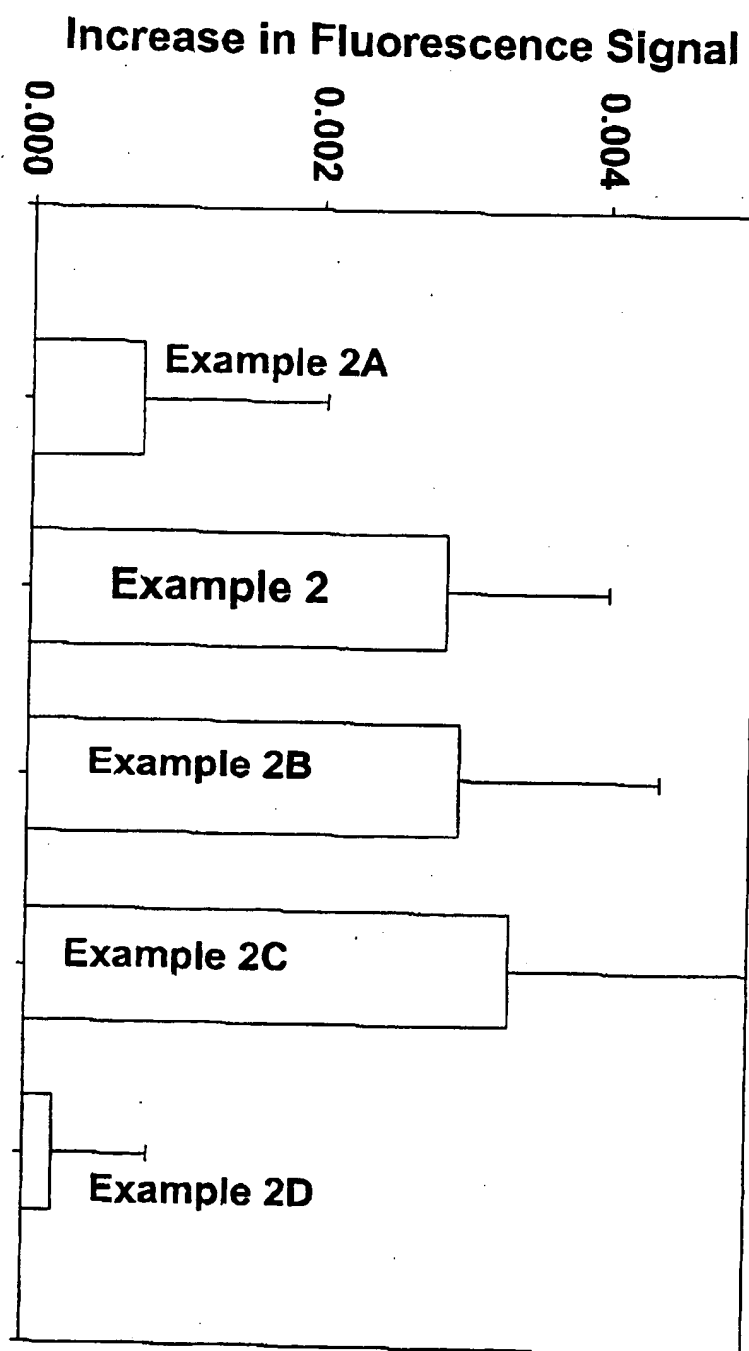 Increase in Fluorescence Signal
0.000
0.002
0.004
Example 2A
Example 2
Example 2B
Example 2C
Example 2D